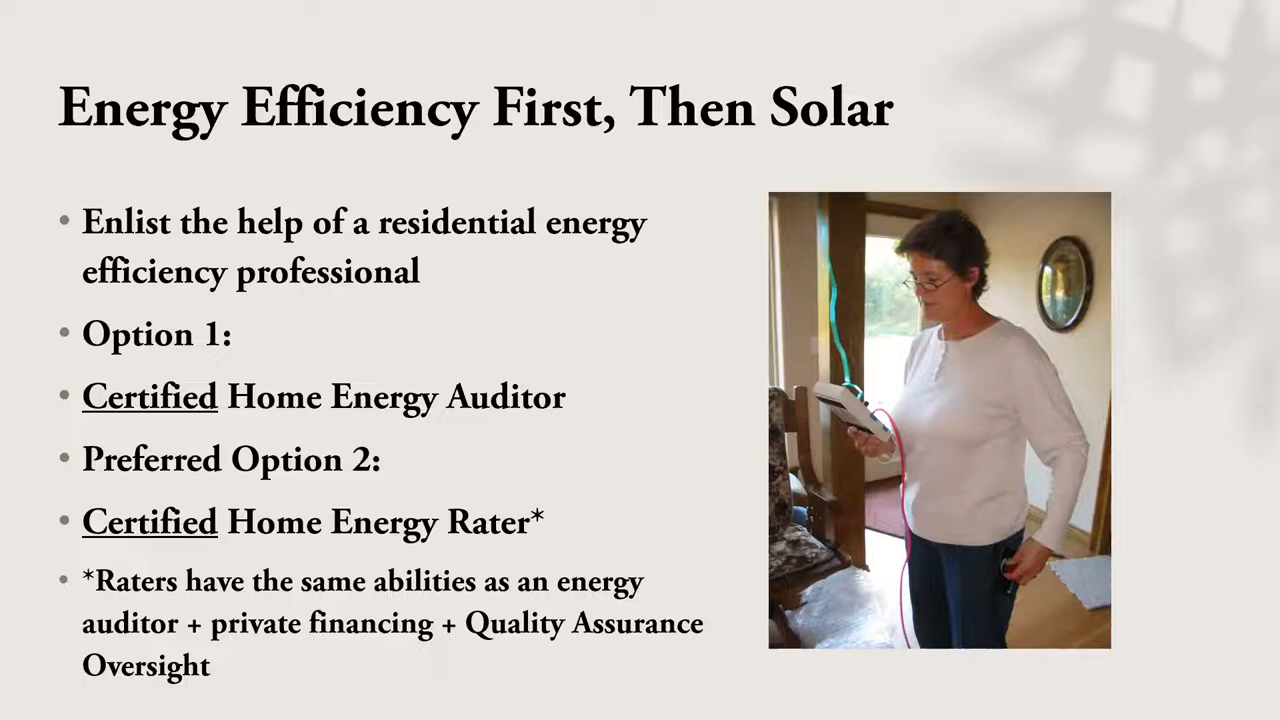 Energy Efficiency First, Then Solar
• Enlist the help of a residential energy
efficiency professional
• Option 1:
• Certified Home Energy Auditor
• Preferred Option 2:
• Certified Home Energy Rater*
• *Raters have the same abilities as an energy
auditor + private financing + Quality Assurance
Oversight